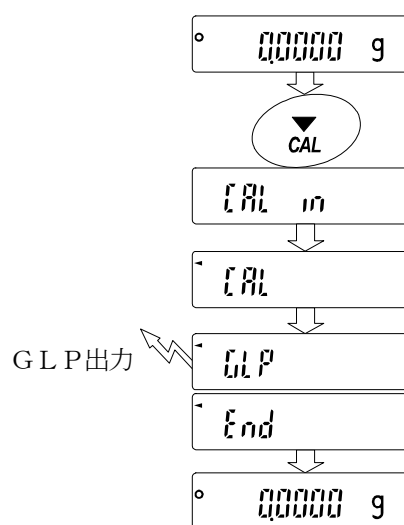 0.0000 g
CAL
CAL in
CAL
ＧＬＰ出力
GLP
End
0.0000 g